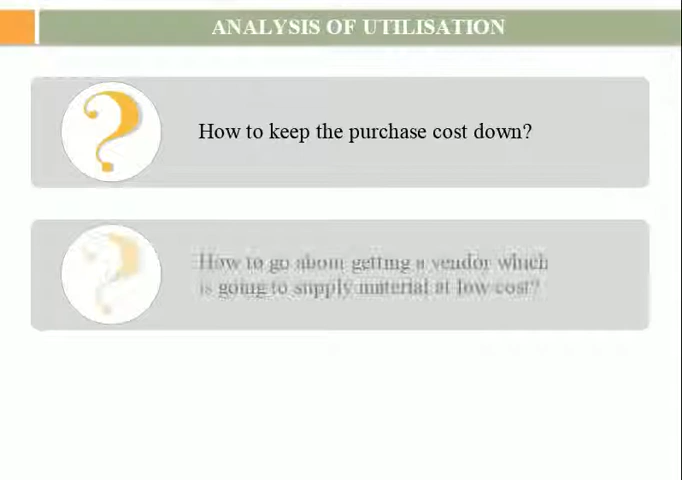 ANALYSIS OF UTILISATION
How to keep the purchase cost down?
How to go about getting a vendor which
is going to supply material at low cost?